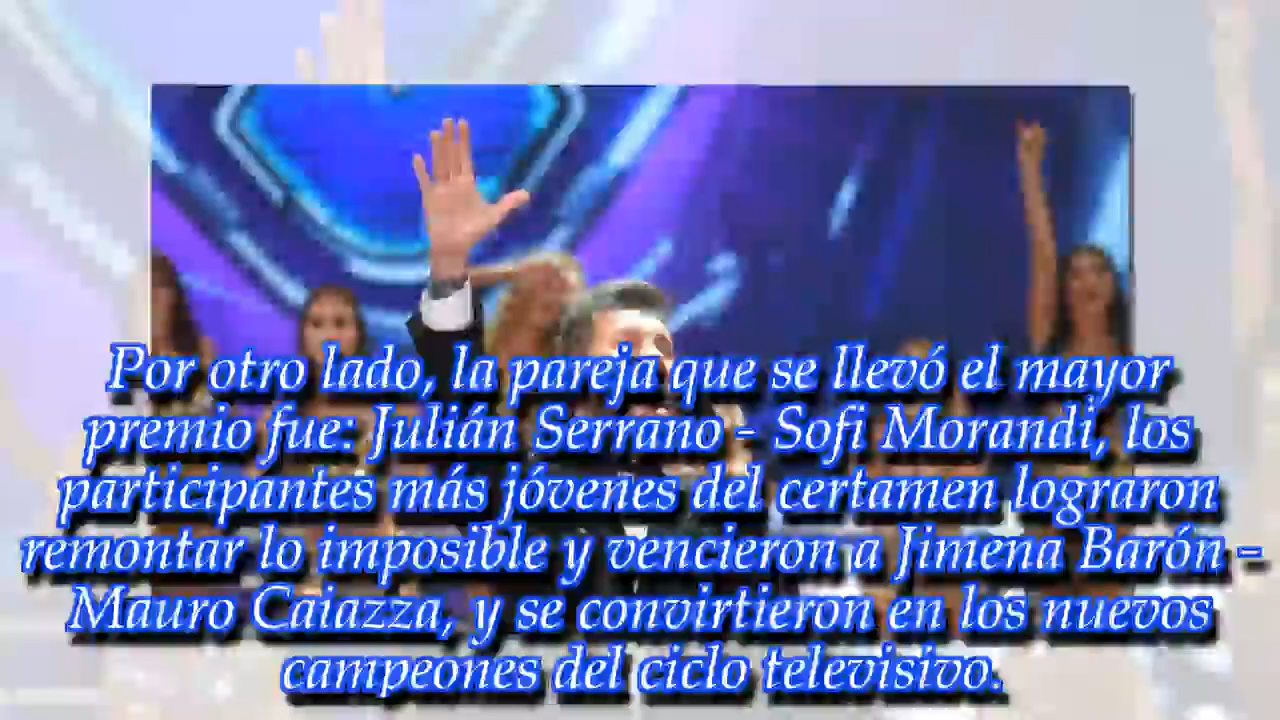 Por otro lado, la pareja que se llevó el mayor
premio fue: Julián Serrano - Sofi Morandi, los
participantes más jóvenes del certamen lograron
remontar lo imposible y vencieron a Jimena Barón -
Mauro Caiazza, y se convirtieron en los nuevos
campeones del ciclo televisivo.